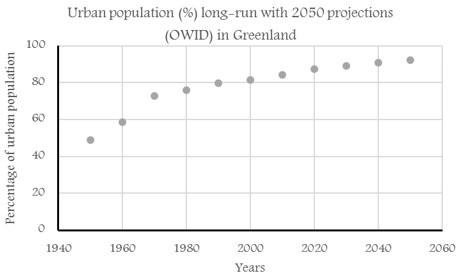 Urban population (%) long-run with 2050 projections
(OWID) in Greenland
Percentage of urban population
100
80
60
40
20
0
1940 1960 1980 2000 2020 2040 2060
Years